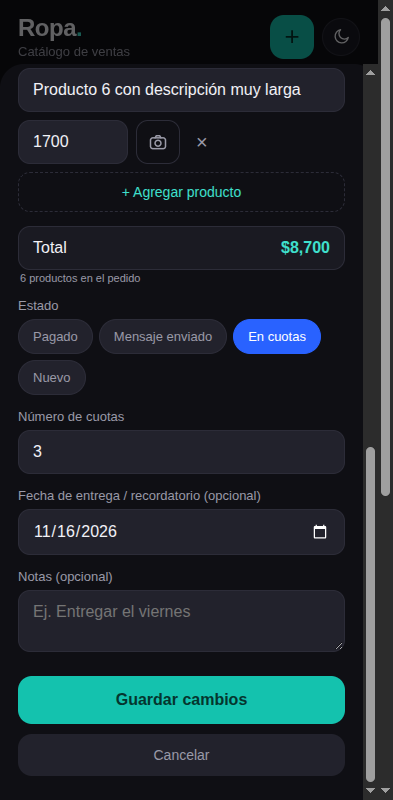 Ropa.
Catálogo de ventas
+
Producto 6 con descripción muy larga
1700
×
+ Agregar producto
Total $8,700
6 productos en el pedido
Estado
Pagado Mensaje enviado En cuotas
Nuevo
Número de cuotas
3
Fecha de entrega / recordatorio (opcional)
11/16/2026
Notas (opcional)
Ej. Entregar el viernes
Guardar cambios
Cancelar